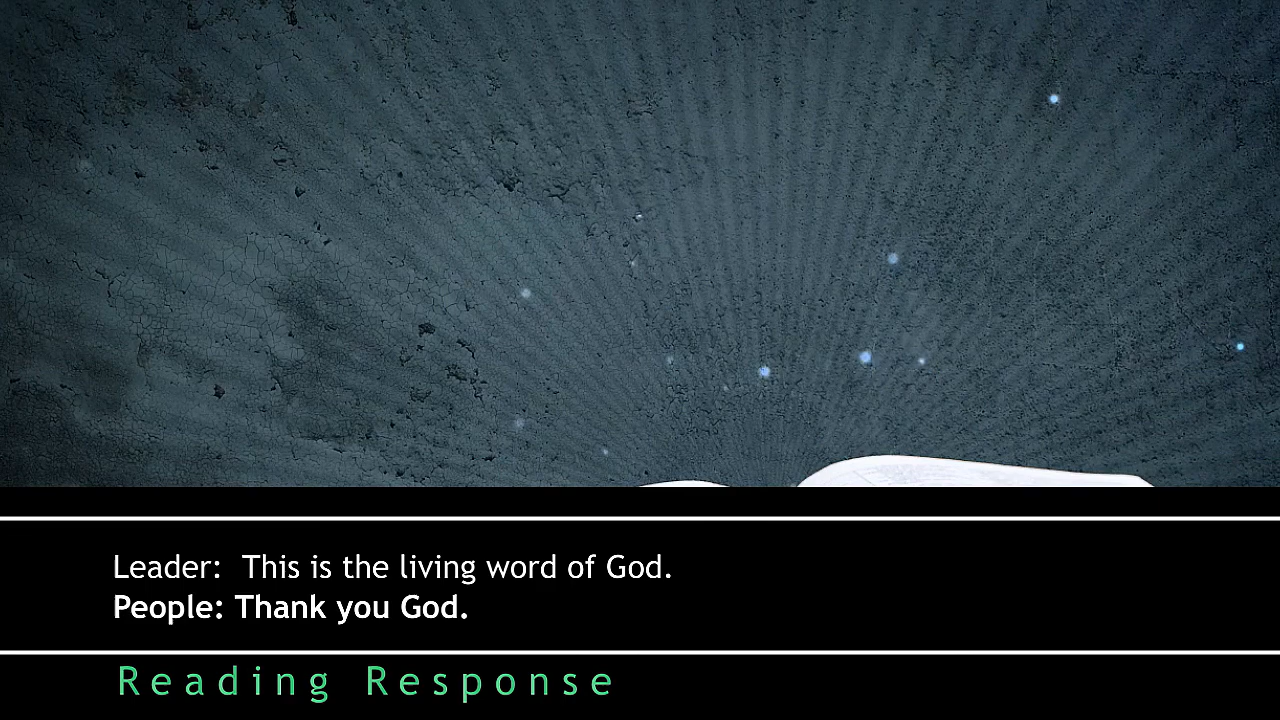 Leader:  This is the living word of God.
People: Thank you God.
Reading Response